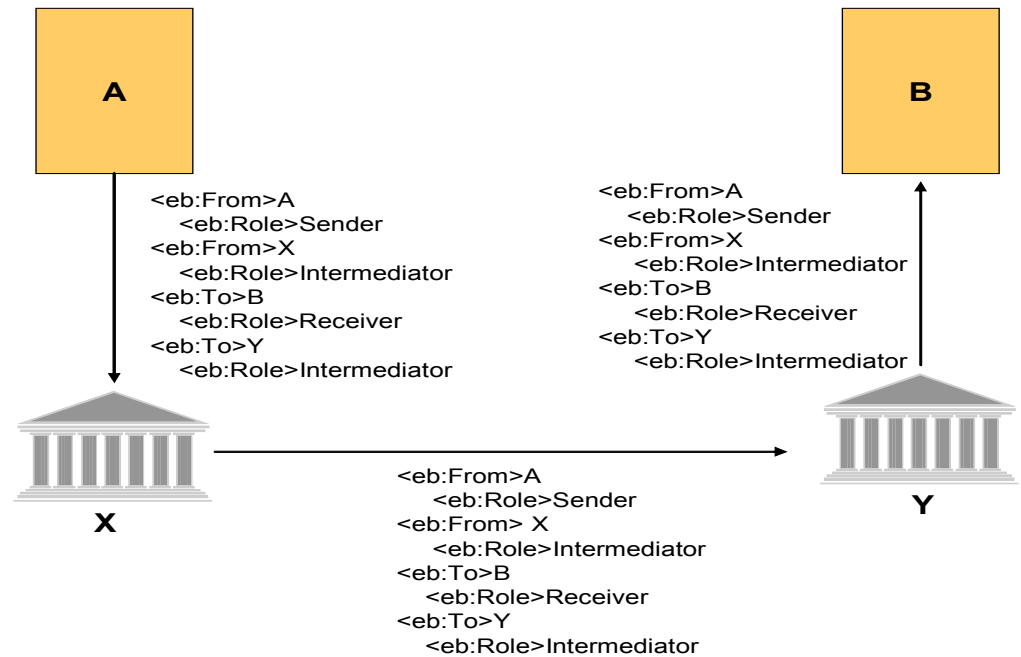 A
B
<eb:From>A
<eb:Role>Sender
<eb:From>X
<eb:Role>Intermediator
<eb:To>B
<eb:Role>Receiver
<eb:To>Y
<eb:Role>Intermediator
<eb:From>A
<eb:Role>Sender
<eb:From>X
<eb:Role>Intermediator
<eb:To>B
<eb:Role>Receiver
<eb:To>Y
<eb:Role>Intermediator
X
Y
<eb:From>A
<eb:Role>Sender
<eb:From> X
<eb:Role>Intermediator
<eb:To>B
<eb:Role>Receiver
<eb:To>Y
<eb:Role>Intermediator